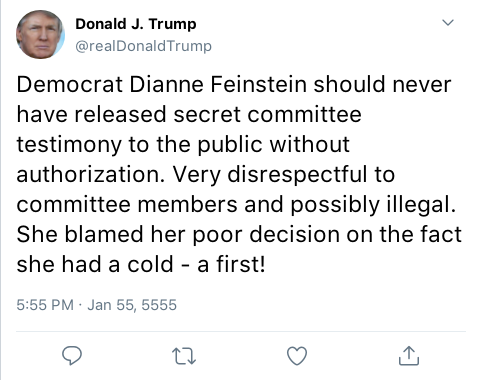 Donald J. Trump
@realDonaldTrump
Democrat Dianne Feinstein should never
have released secret committee
testimony to the public without
authorization. Very disrespectful to
committee members and possibly illegal.
She blamed her poor decision on the fact
she had a cold - a first!
5:55 PM · Jan 55, 5555